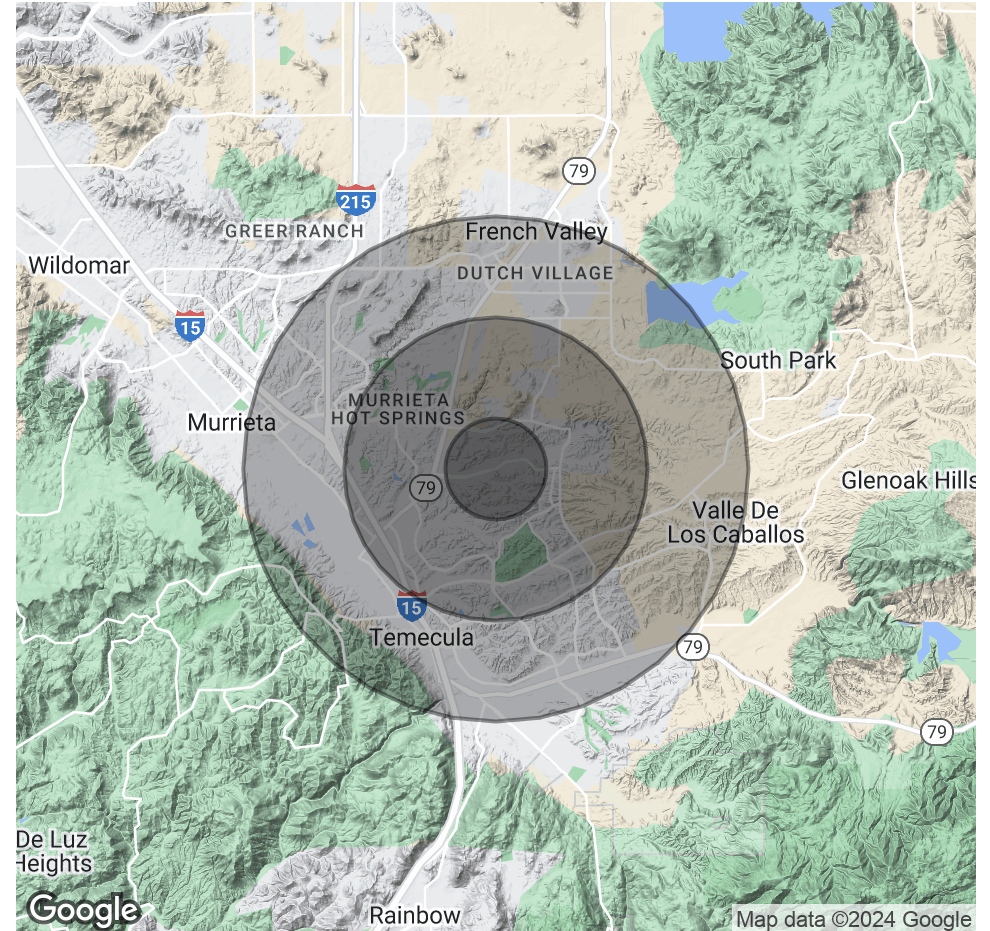 79
215
GREER RANCH
French Valley
Wildomar
DUTCH VILLAGE
15
South Park
MURRIETA
HOT SPRINGS
Murrieta
79
Glenoak Hills
Valle De
Los Caballos
15
Temecula
79
79
De Luz
Heights
Google
Rainbow
Map data ©2024 Google